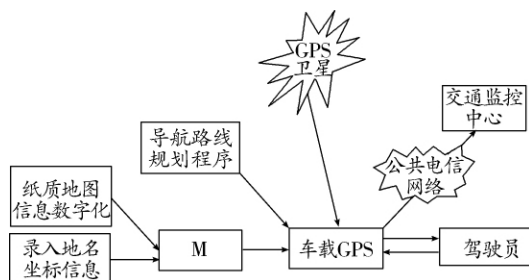 GPS
卫星
交通监控
中心
导航路线
规划程序
公共电信
网络
纸质地图
信息数字化
M
车载GPS
驾驶员
录入地名
坐标信息